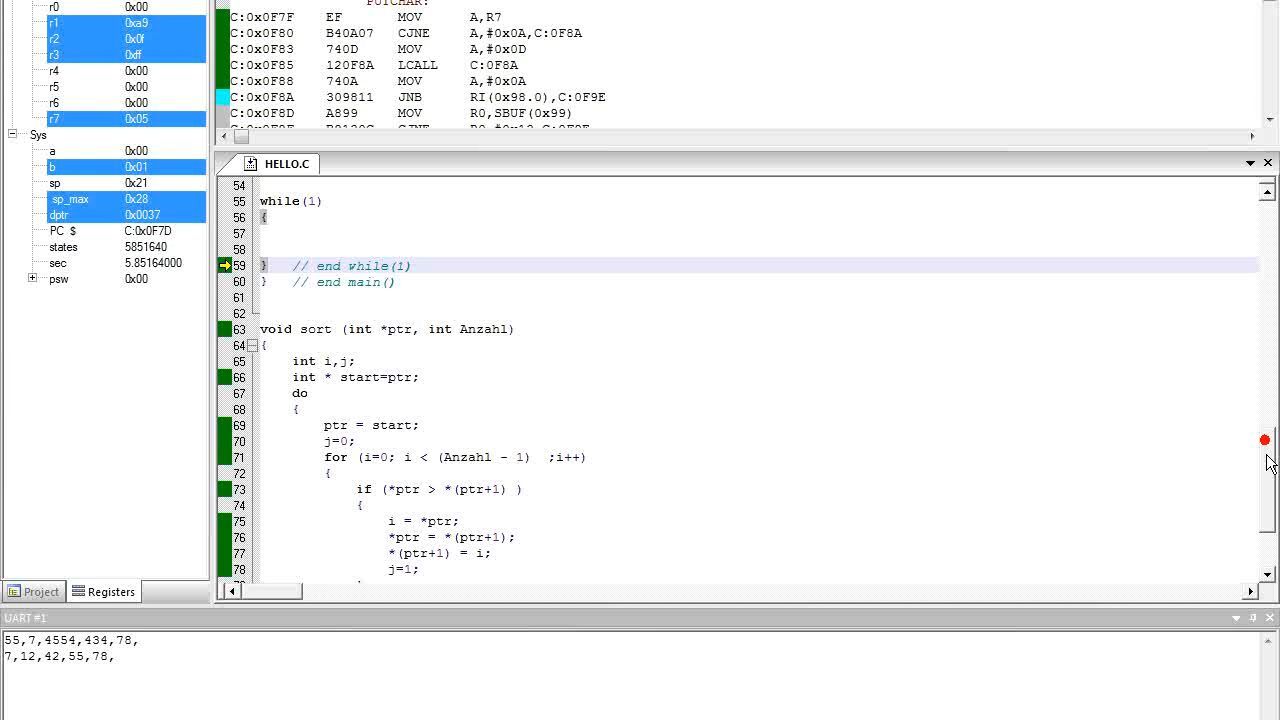 r0 0x00
r1 0xa9
r2 0x0f
r3 0xff
r4 0x00
r5 0x00
r6 0x00
r7 0x05
Sys
a 0x00
b 0x01
sp 0x21
sp_max 0x28
dptr 0x0037
PC $ C:0x0F7D
states 5851640
sec 5.85164000
psw 0x00
Project
Registers
PUTCHAR:
C:0x0F7F EF MOV A,R7
C:0x0F80 B40A07 CJNE A,#0x0A,C:0F8A
C:0x0F83 740D MOV A,#0x0D
C:0x0F85 120F8A LCALL C:0F8A
C:0x0F88 740A MOV A,#0x0A
C:0x0F8A 309811 JNB RI(0x98.0),C:0F9E
C:0x0F8D A899 MOV R0,SBUF(0x99)
HELLO.C
54
55 while(1)
56 {
57
58
59 } // end while(1)
60 } // end main()
61
62
63 void sort (int *ptr, int Anzahl)
64 {
65 int i,j;
66 int * start=ptr;
67 do
68 {
69 ptr = start;
70 j=0;
71 for (i=0; i < (Anzahl - 1) ;i++)
72 {
73 if (*ptr > *(ptr+1) )
74 {
75 i = *ptr;
76 *ptr = *(ptr+1);
77 *(ptr+1) = i;
78 j=1;
UART #1
55,7,4554,434,78,
7,12,42,55,78,